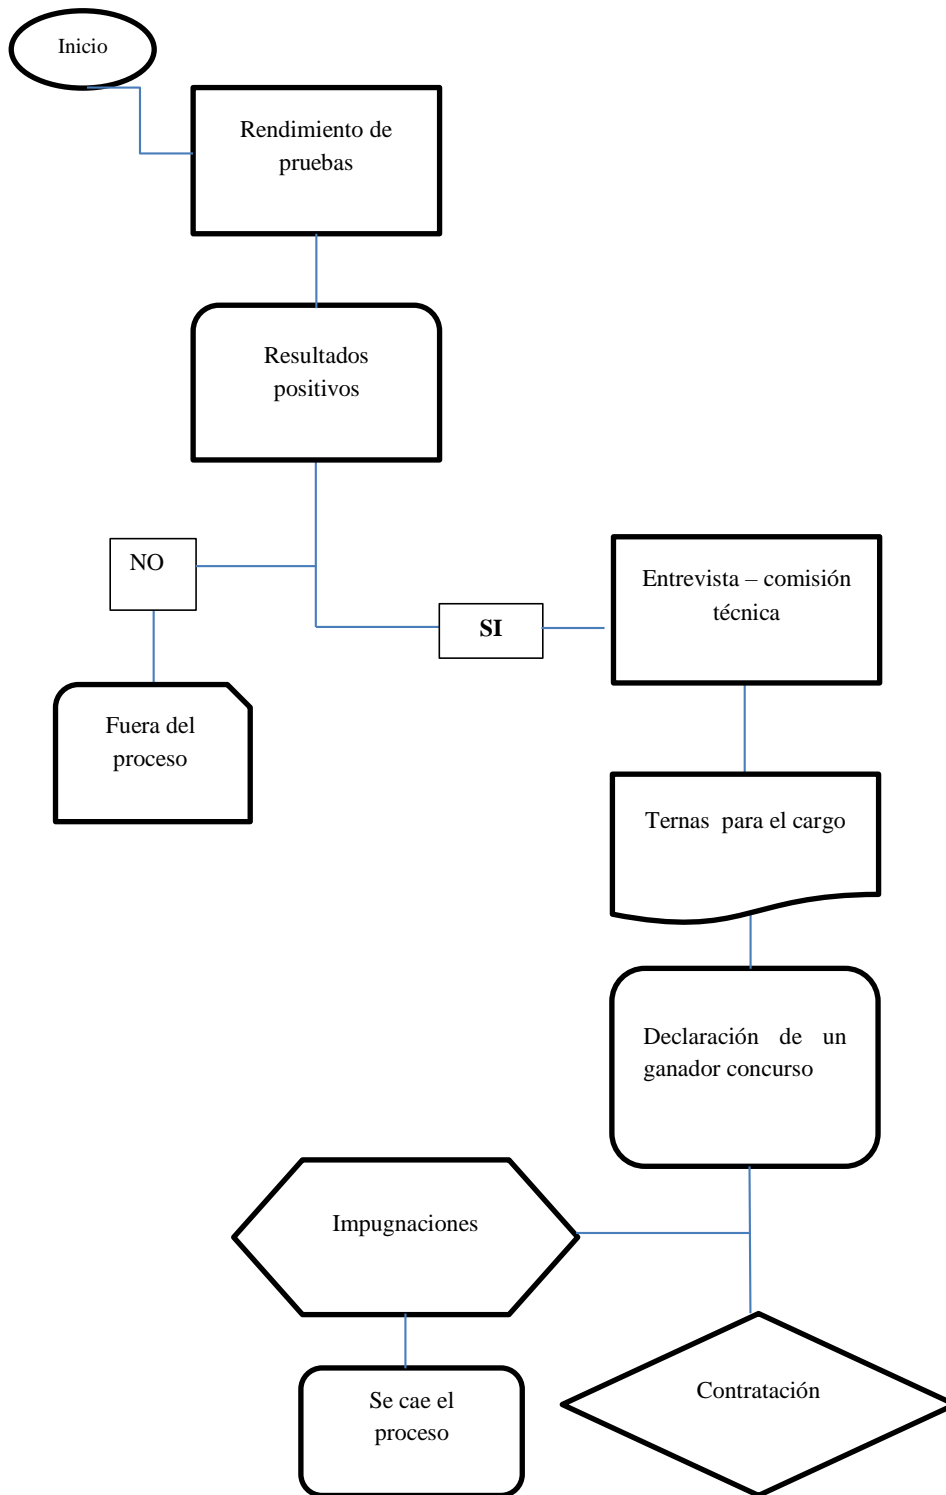 Inicio
Rendimiento de
pruebas
Resultados
positivos
NO
SI
Entrevista – comisión
técnica
Fuera del
proceso
Ternas para el cargo
Declaración de un
ganador concurso
Impugnaciones
Se cae el
proceso
Contratación